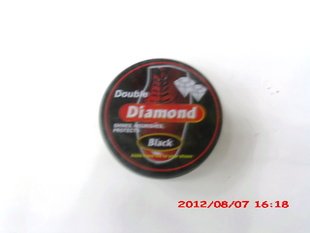 Double
Diamond
SHINES, NOURISHES,
PROTECTS
Black
2012/08/07 16:18